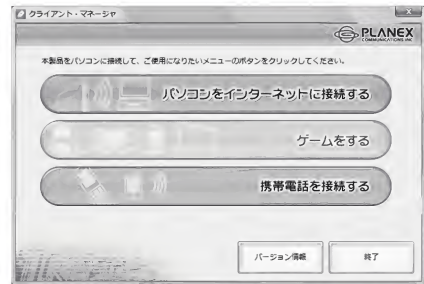 クライアント・マネージャ
PLANEX
COMMUNICATIONS INC.
本製品をパソコンに接続して、ご使用になりたいメニューのボタンをクリックしてください。
パソコンをインターネットに接続する
ゲームをする
携帯電話を接続する
バージョン情報
終了